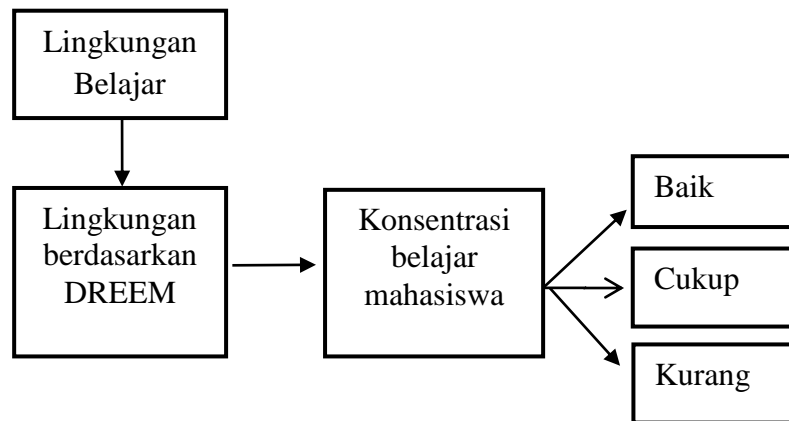 Lingkungan
Belajar
Lingkungan
berdasarkan
DREEM
Konsentrasi
belajar
mahasiswa
Baik
Cukup
Kurang